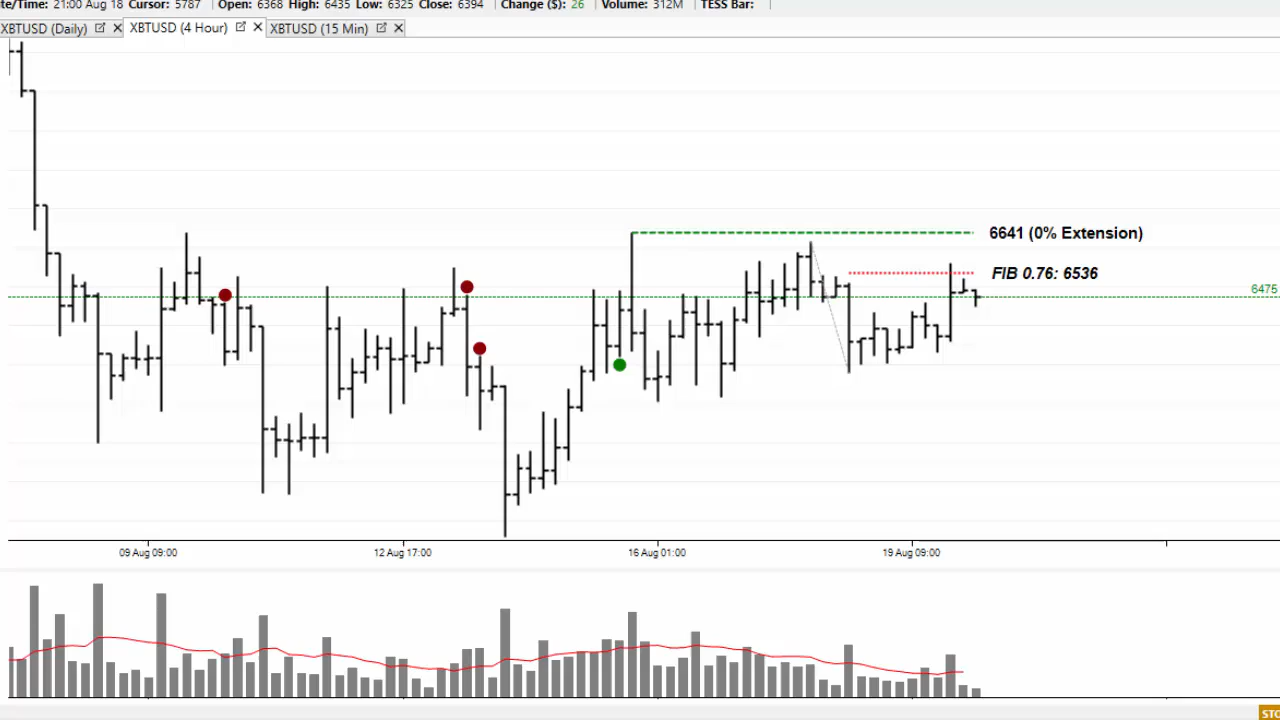 te/Time: 21:00 Aug 18 Cursor: 5787 Open: 6368 High: 6435 Low: 6325 Close: 6394 Change ($): 26 Volume: 312M TESS Bar:
XBTUSD (Daily) XBTUSD (4 Hour) XBTUSD (15 Min)
6641 (0% Extension)
FIB 0.76: 6536
6475
09 Aug 09:00 12 Aug 17:00 16 Aug 01:00 19 Aug 09:00
STO